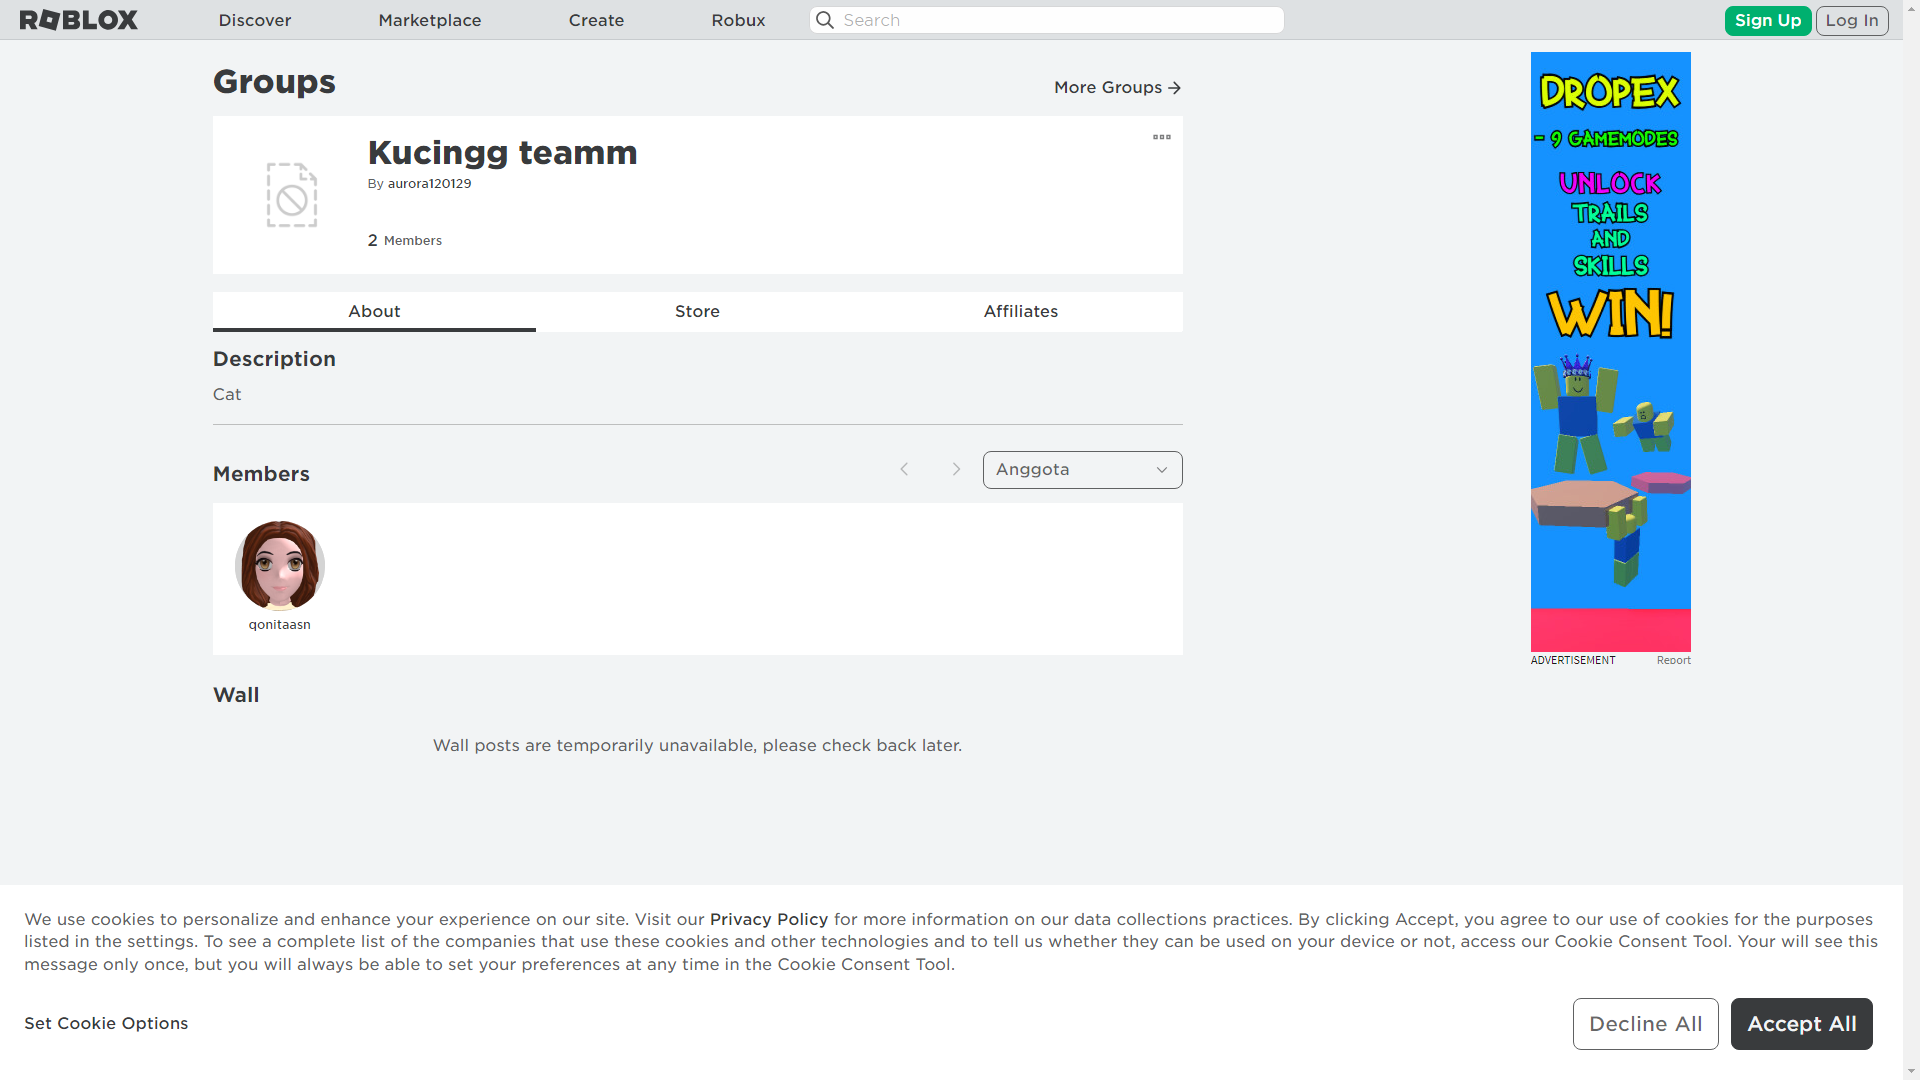 ROBLOX
Discover
Marketplace
Create
Robux
Search
Sign Up
Log In
Groups
More Groups
Kucingg teamm
By aurora120129
2 Members
About
Store
Affiliates
Description
Cat
Members
Anggota
qonitaasn
Wall
Wall posts are temporarily unavailable, please check back later.
DROPEX
- 9 GAMEMODES
UNLOCK
TRAILS
AND
SKILLS
WIN!
ADVERTISEMENT
Report
We use cookies to personalize and enhance your experience on our site. Visit our Privacy Policy for more information on our data collections practices. By clicking Accept, you agree to our use of cookies for the purposes
listed in the settings. To see a complete list of the companies that use these cookies and other technologies and to tell us whether they can be used on your device or not, access our Cookie Consent Tool. Your will see this
message only once, but you will always be able to set your preferences at any time in the Cookie Consent Tool.
Set Cookie Options
Decline All
Accept All